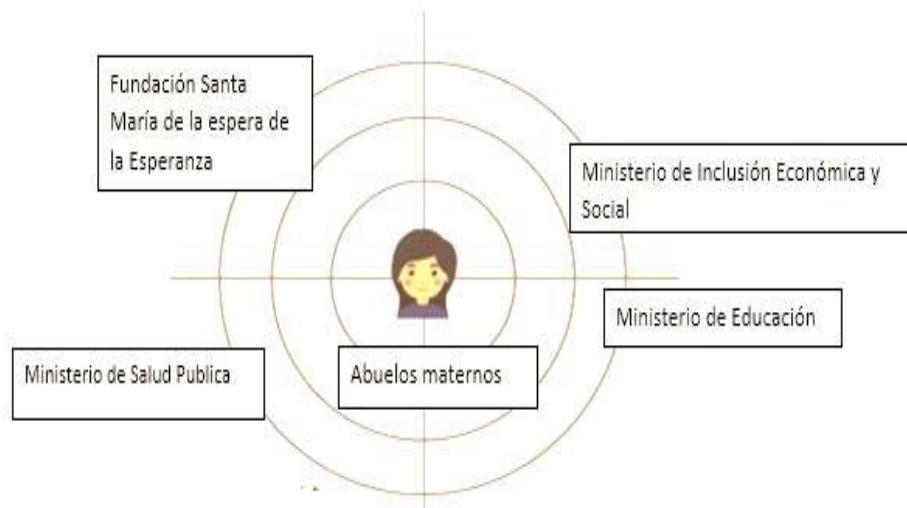 Fundación Santa
María de la espera de
la Esperanza
Ministerio de Inclusión Económica y
Social
Ministerio de Educación
Ministerio de Salud Publica
Abuelos maternos